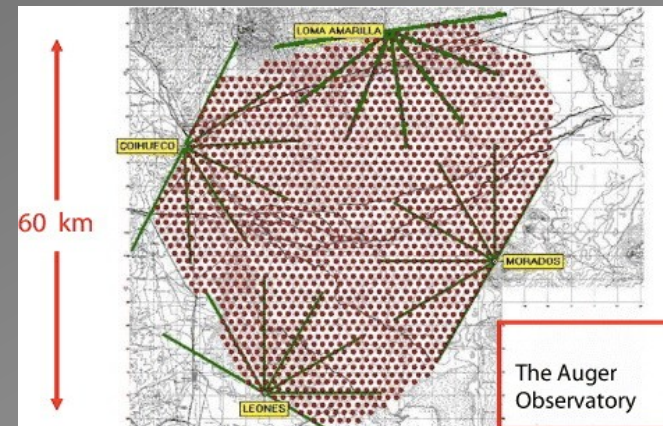 LOMA AMARILLA
COIHUECO
60 km
MORADOS
The Auger
Observatory
LEONES